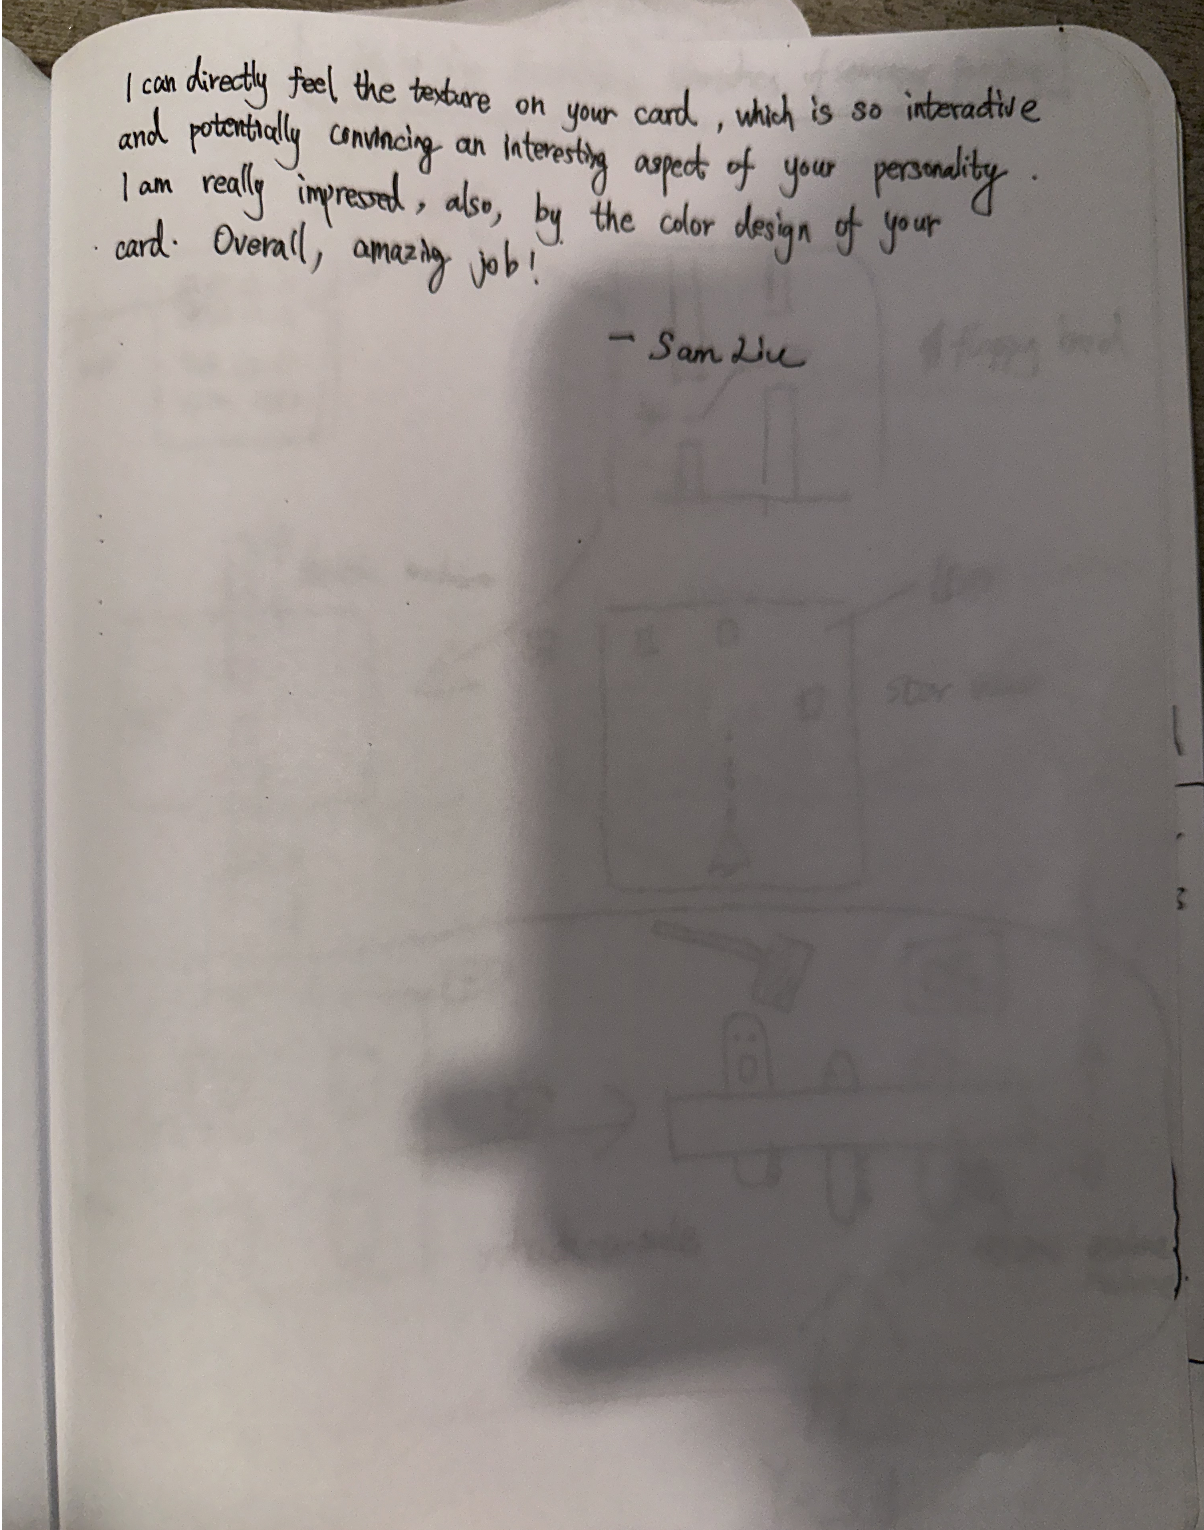 I can directly feel the texture on your card, which is so interactive
and potentially convincing an interesting aspect of your personality.
I am really impressed, also, by the color design of your
card. Overall, amazing job!
- Sam Liu